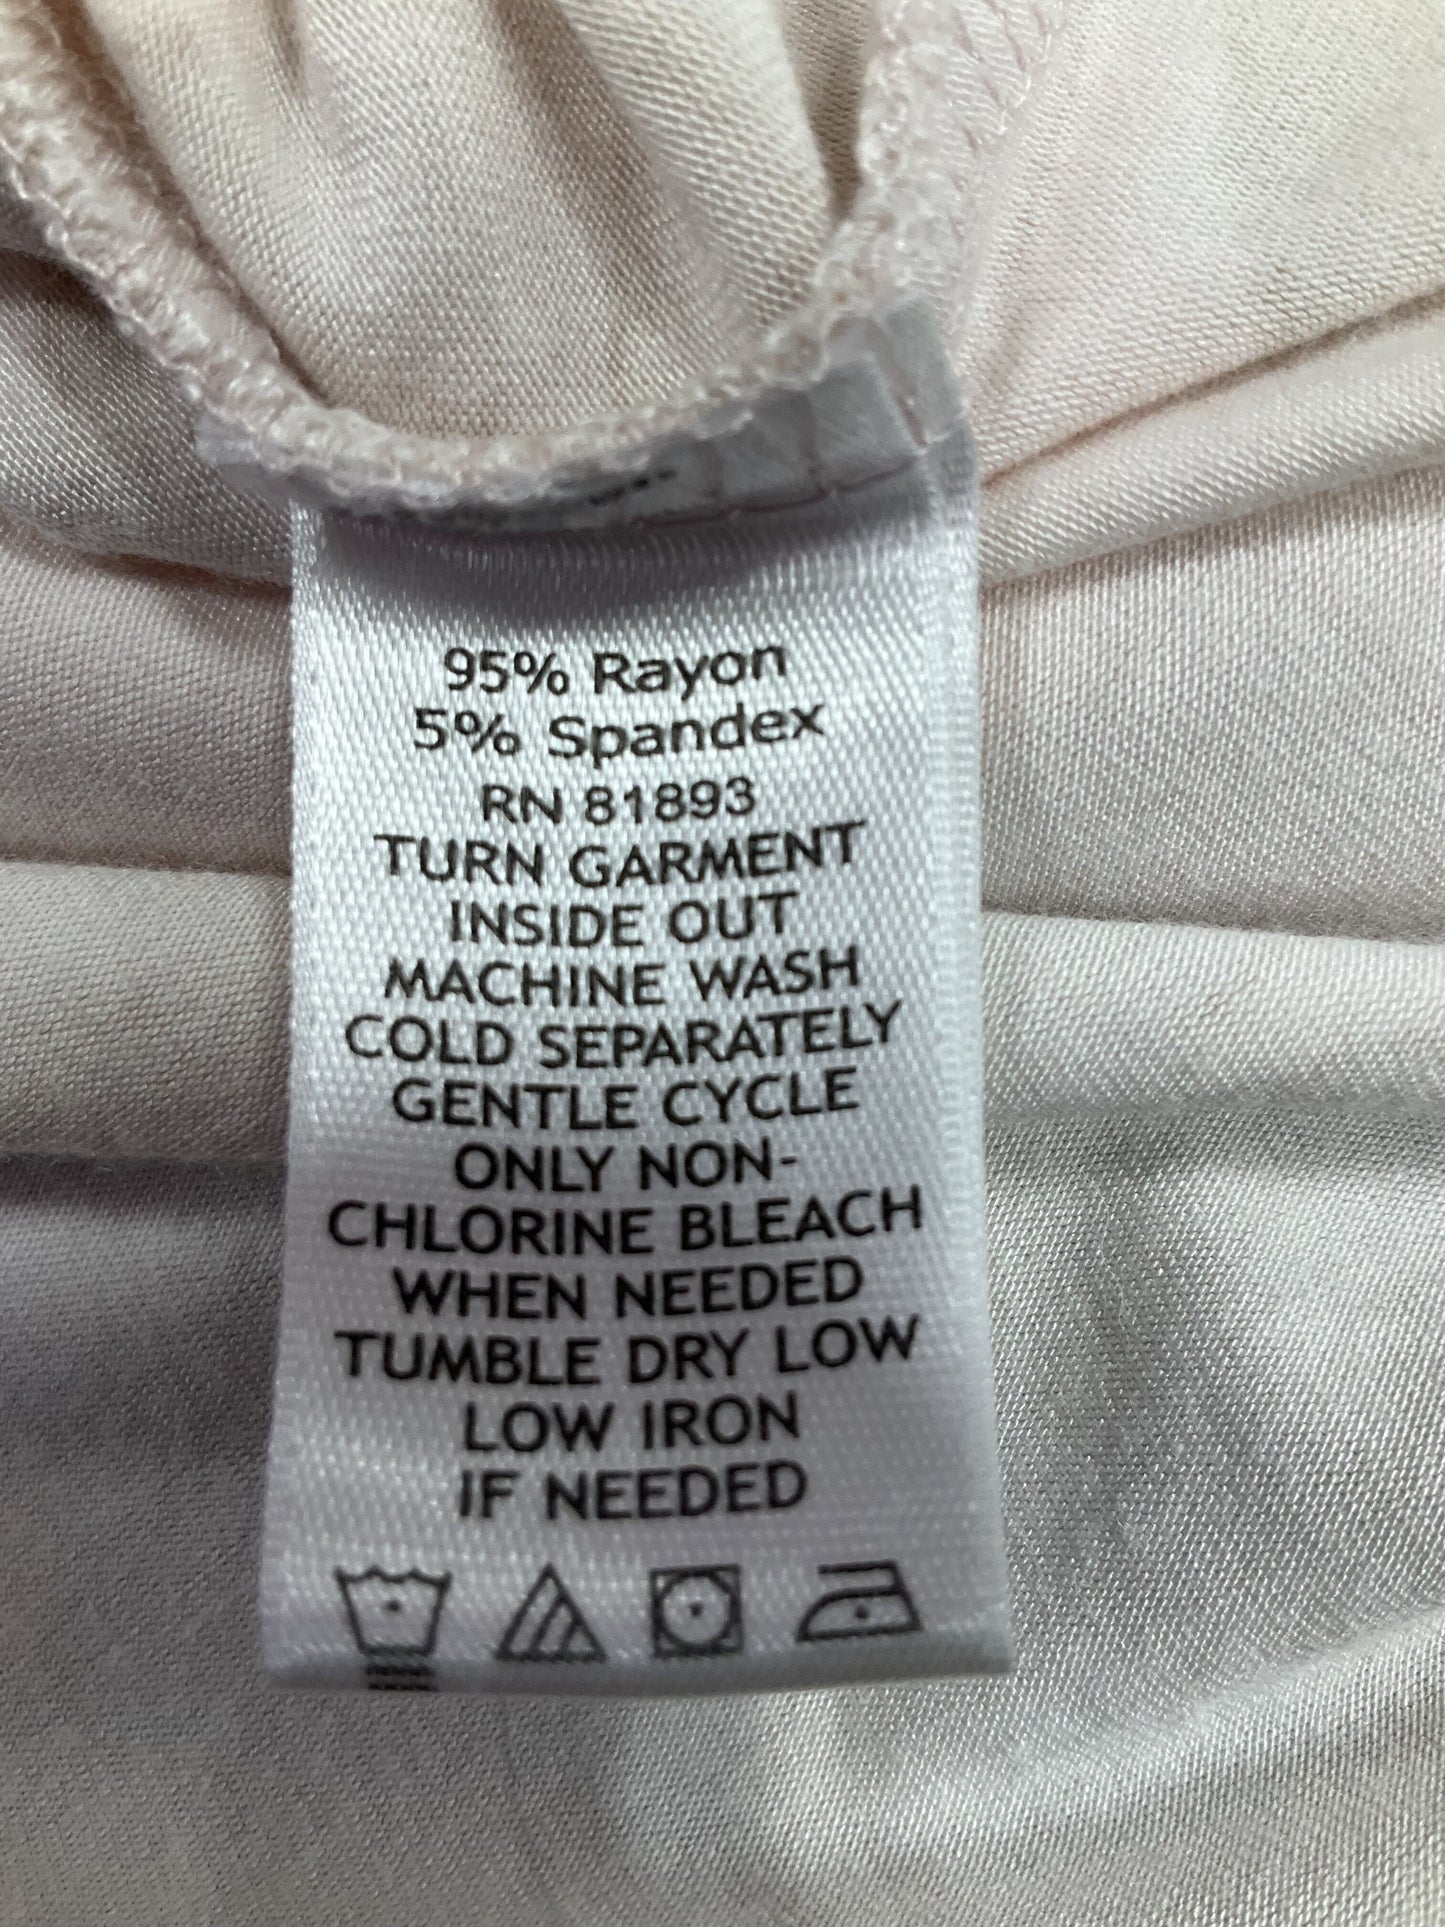 95% Rayon
5% Spandex
RN 81893
TURN GARMENT
INSIDE OUT
MACHINE WASH
COLD SEPARATELY
GENTLE CYCLE
ONLY NON-
CHLORINE BLEACH
WHEN NEEDED
TUMBLE DRY LOW
LOW IRON
IF NEEDED